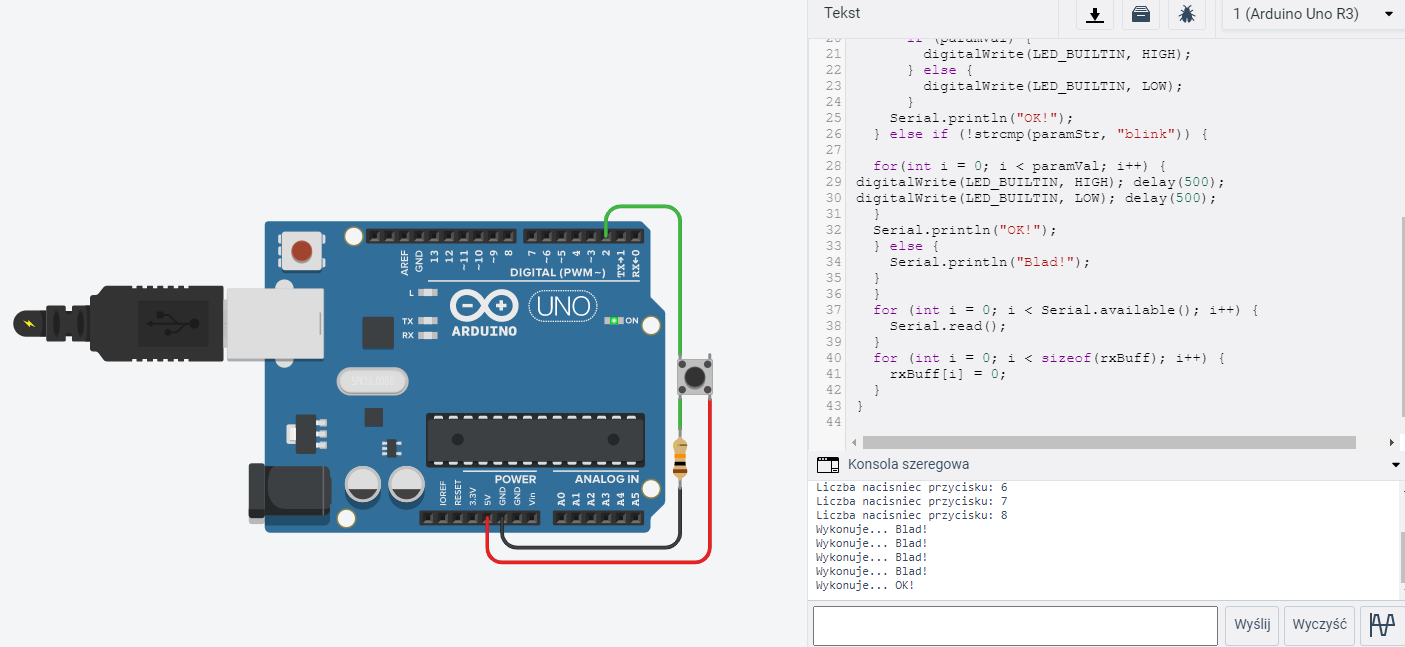 Tekst
1 (Arduino Uno R3)
21 digitalWrite(LED_BUILTIN, HIGH);
22 } else {
23 digitalWrite(LED_BUILTIN, LOW);
24 }
25 Serial.println("OK!");
26 } else if (!strcmp(paramStr, "blink")) {
27
28 for(int i = 0; i < paramVal; i++) {
29 digitalWrite(LED_BUILTIN, HIGH); delay(500);
30 digitalWrite(LED_BUILTIN, LOW); delay(500);
31 }
32 Serial.println("OK!");
33 } else {
34 Serial.println("Blad!");
35 }
36 }
37 for (int i = 0; i < Serial.available(); i++) {
38 Serial.read();
39 }
40 for (int i = 0; i < sizeof(rxBuff); i++) {
41 rxBuff[i] = 0;
42 }
43 }
44
Konsola szeregowa
Liczba nacisniec przycisku: 6
Liczba nacisniec przycisku: 7
Liczba nacisniec przycisku: 8
Wykonuje... Blad!
Wykonuje... Blad!
Wykonuje... Blad!
Wykonuje... Blad!
Wykonuje... OK!
Wyślij
Wyczyść
AREF
GND
13
12
~11
~10
~9
8
7
~6
~5
4
~3
2
TX→1
RX←0
DIGITAL (PWM~)
L
TX
RX
ARDUINO
UNO
ON
POWER
ANALOG IN
IOREF
RESET
3.3V
5V
GND
GND
Vin
A0
A1
A2
A3
A4
A5